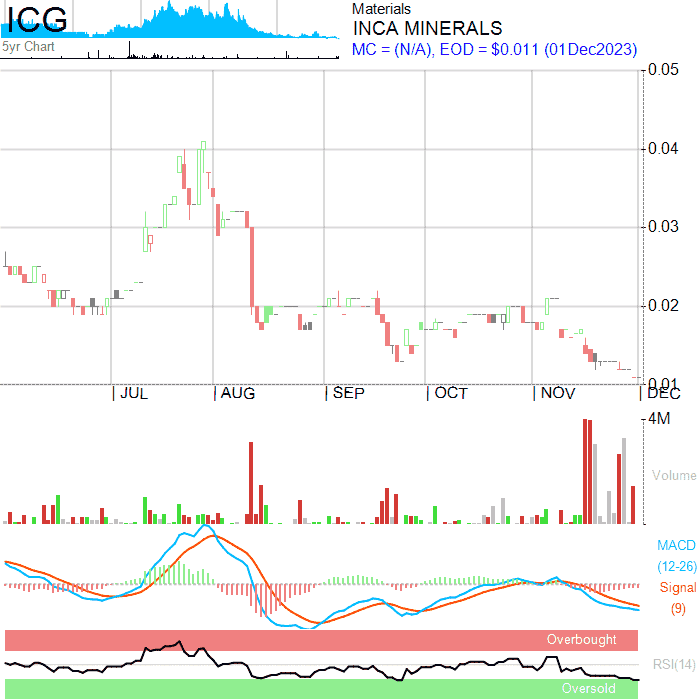 ICG
5yr Chart
Materials
INCA MINERALS
MC = (N/A), EOD = $0.011 (01Dec2023)
0.05
0.04
0.03
0.02
0.01
JUL AUG SEP OCT NOV DEC
4M
Volume
MACD
(12-26)
Signal
(9)
Overbought
RSI(14)
Oversold